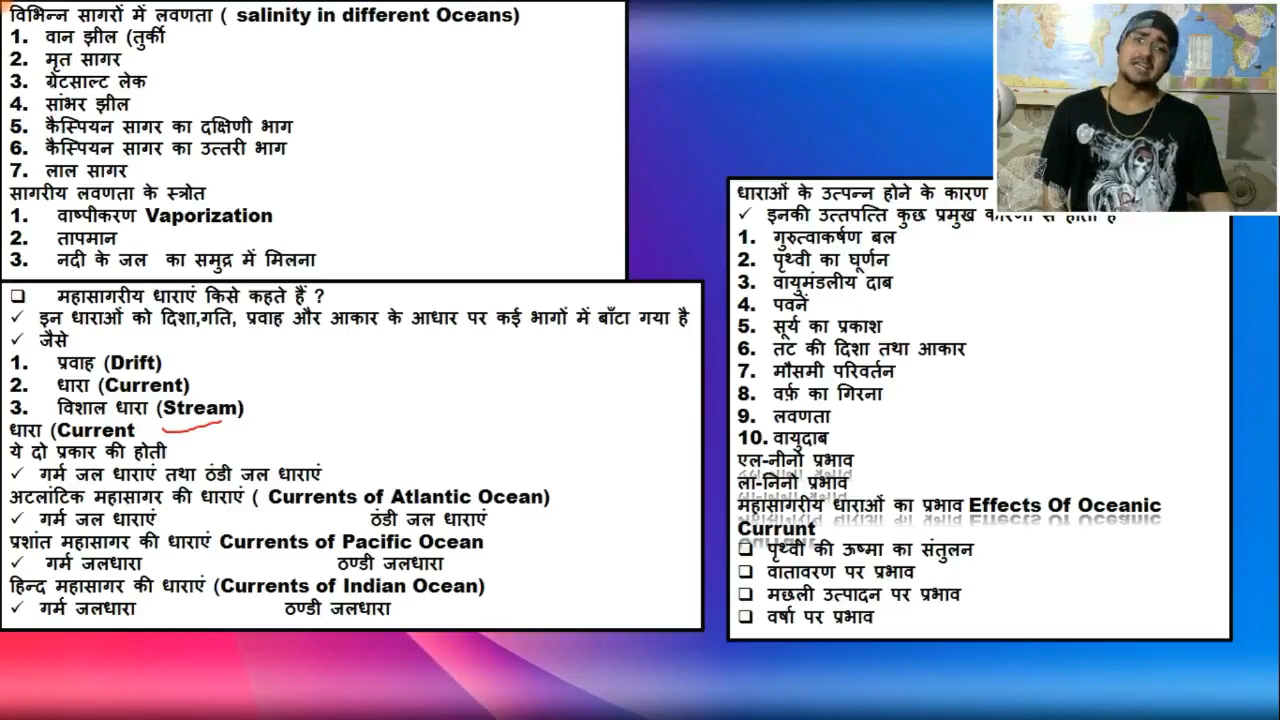 विभिन्न सागरों में लवणता ( salinity in different Oceans)
1. वान झील (तुर्की
2. मृत सागर
3. ग्रेटसाल्ट लेक
4. सांभर झील
5. कैस्पियन सागर का दक्षिणी भाग
6. कैस्पियन सागर का उत्तरी भाग
7. लाल सागर
सागरीय लवणता के स्त्रोत
1. वाष्पीकरण Vaporization
2. तापमान
3. नदी के जल का समुद्र में मिलना
महासागरीय धाराएं किसे कहते हैं ?
✓ इन धाराओं को दिशा,गति, प्रवाह और आकार के आधार पर कई भागों में बाँटा गया है
✓ जैसे
1. प्रवाह (Drift)
2. धारा (Current)
3. विशाल धारा (Stream)
धारा (Current
ये दो प्रकार की होती
✓ गर्म जल धाराएं तथा ठंडी जल धाराएं
अटलांटिक महासागर की धाराएं ( Currents of Atlantic Ocean)
✓ गर्म जल धाराएं ठंडी जल धाराएं
प्रशांत महासागर की धाराएं Currents of Pacific Ocean
✓ गर्म जलधारा ठण्डी जलधारा
हिन्द महासागर की धाराएं (Currents of Indian Ocean)
✓ गर्म जलधारा ठण्डी जलधारा
धाराओं के उत्पन्न होने के कारण
✓ इनकी उत्तपत्ति कुछ प्रमुख कारणों से होता है
1. गुरुत्वाकर्षण बल
2. पृथ्वी का घूर्णन
3. वायुमंडलीय दाब
4. पवनें
5. सूर्य का प्रकाश
6. तट की दिशा तथा आकार
7. मौसमी परिवर्तन
8. वर्फ़ का गिरना
9. लवणता
10. वायुदाब
एल-नीनो प्रभाव
ला-निनो प्रभाव
महासागरीय धाराओं का प्रभाव Effects Of Oceanic
Currunt
पृथ्वी की ऊष्मा का संतुलन
वातावरण पर प्रभाव
मछली उत्पादन पर प्रभाव
वर्षा पर प्रभाव